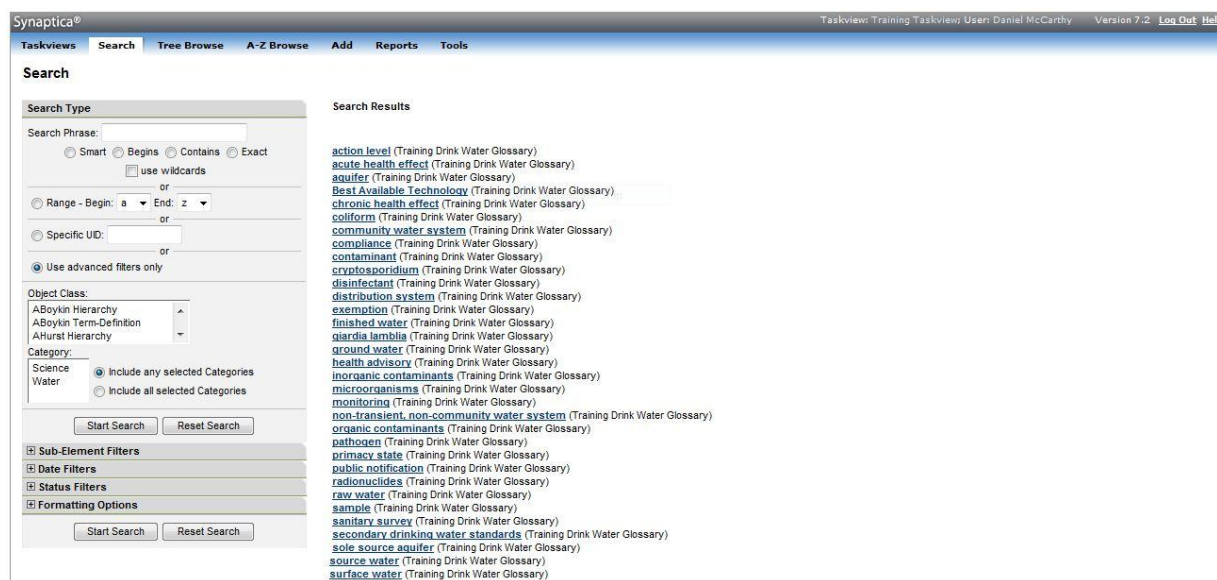 Synaptica® Taskview: Training Taskview; User: Daniel McCarthy Version 7.2 Log Out Hel
Taskviews Search Tree Browse A-Z Browse Add Reports Tools
Search
Search Type
Search Phrase:
Smart Begins Contains Exact
use wildcards
or
Range - Begin: a End: z
or
Specific UID:
or
Use advanced filters only
Object Class:
ABoykin Hierarchy
ABoykin Term-Definition
AHurst Hierarchy
Category:
Science
Water
Include any selected Categories
Include all selected Categories
Start Search Reset Search
Sub-Element Filters
Date Filters
Status Filters
Formatting Options
Start Search Reset Search
Search Results
action level (Training Drink Water Glossary)
acute health effect (Training Drink Water Glossary)
aquifer (Training Drink Water Glossary)
Best Available Technology (Training Drink Water Glossary)
chronic health effect (Training Drink Water Glossary)
coliform (Training Drink Water Glossary)
community water system (Training Drink Water Glossary)
compliance (Training Drink Water Glossary)
contaminant (Training Drink Water Glossary)
cryptosporidium (Training Drink Water Glossary)
disinfectant (Training Drink Water Glossary)
distribution system (Training Drink Water Glossary)
exemption (Training Drink Water Glossary)
finished water (Training Drink Water Glossary)
giardia lamblia (Training Drink Water Glossary)
ground water (Training Drink Water Glossary)
health advisory (Training Drink Water Glossary)
inorganic contaminants (Training Drink Water Glossary)
microorganisms (Training Drink Water Glossary)
monitoring (Training Drink Water Glossary)
non-transient, non-community water system (Training Drink Water Glossary)
organic contaminants (Training Drink Water Glossary)
pathogen (Training Drink Water Glossary)
primacy state (Training Drink Water Glossary)
public notification (Training Drink Water Glossary)
radionuclides (Training Drink Water Glossary)
raw water (Training Drink Water Glossary)
sample (Training Drink Water Glossary)
sanitary survey (Training Drink Water Glossary)
secondary drinking water standards (Training Drink Water Glossary)
sole source aquifer (Training Drink Water Glossary)
source water (Training Drink Water Glossary)
surface water (Training Drink Water Glossary)